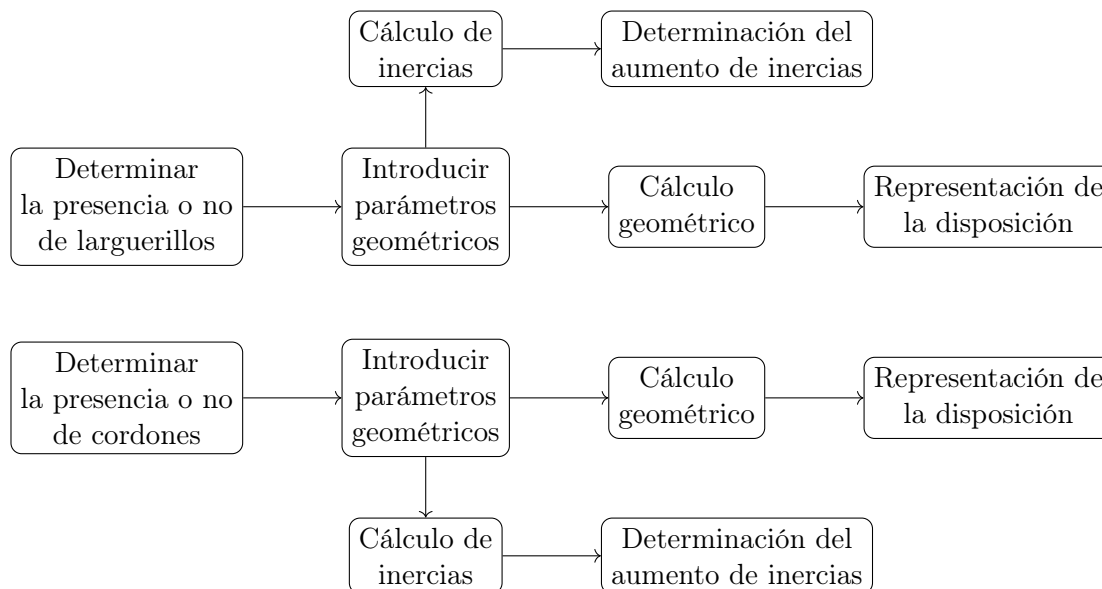 Cálculo de
inercias
Determinación del
aumento de inercias
Determinar
la presencia o no
de larguerillos
Introducir
parámetros
geométricos
Cálculo
geométrico
Representación de
la disposición
Determinar
la presencia o no
de cordones
Introducir
parámetros
geométricos
Cálculo
geométrico
Representación de
la disposición
Cálculo de
inercias
Determinación del
aumento de inercias